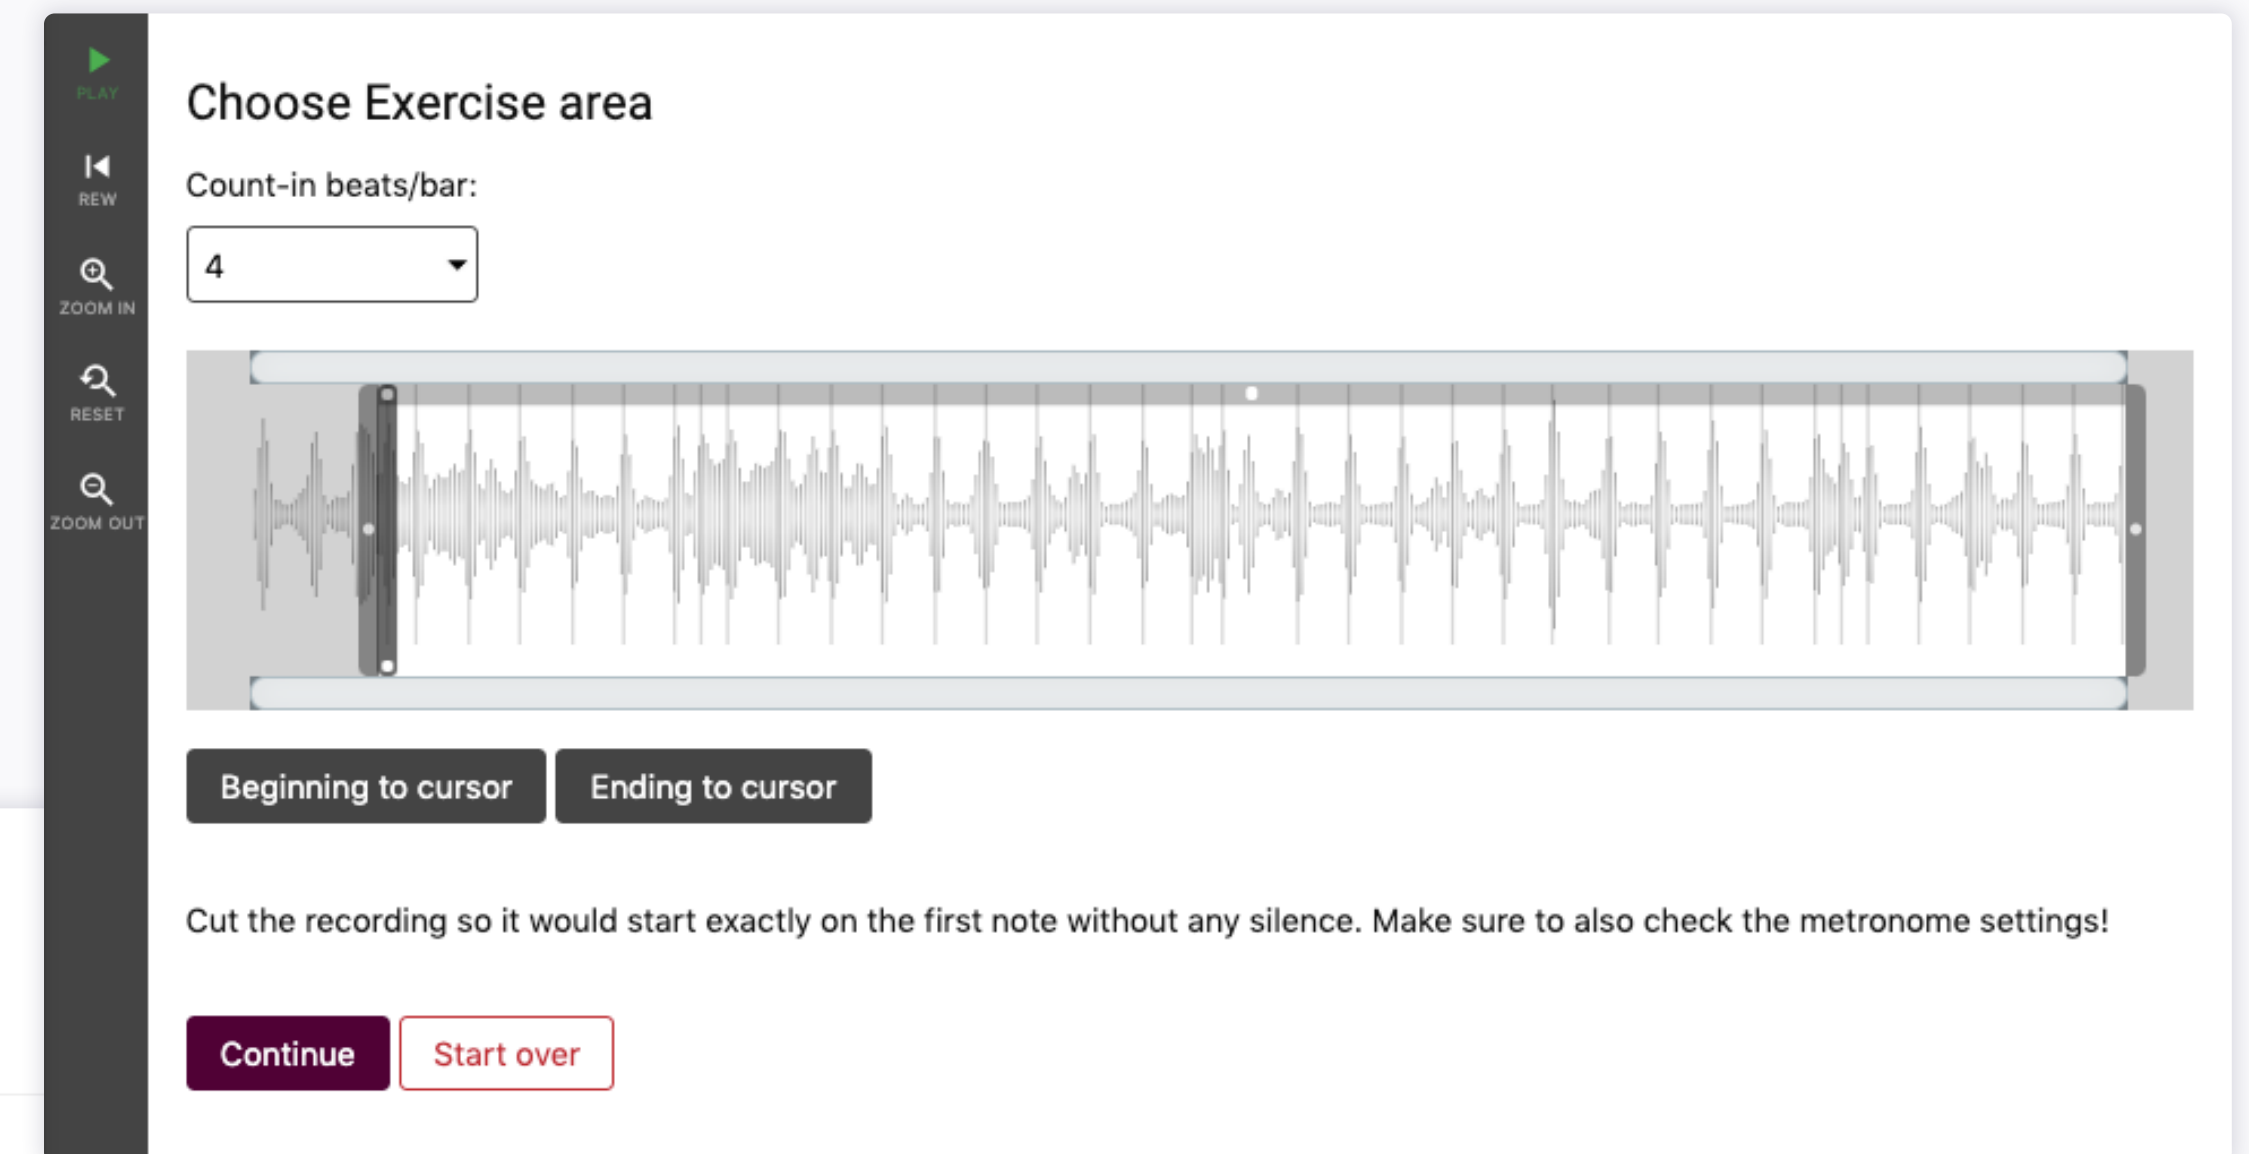 PLAY
REW
ZOOM IN
RESET
ZOOM OUT
Choose Exercise area
Count-in beats/bar:
4
Beginning to cursor
Ending to cursor
Cut the recording so it would start exactly on the first note without any silence. Make sure to also check the metronome settings!
Continue
Start over